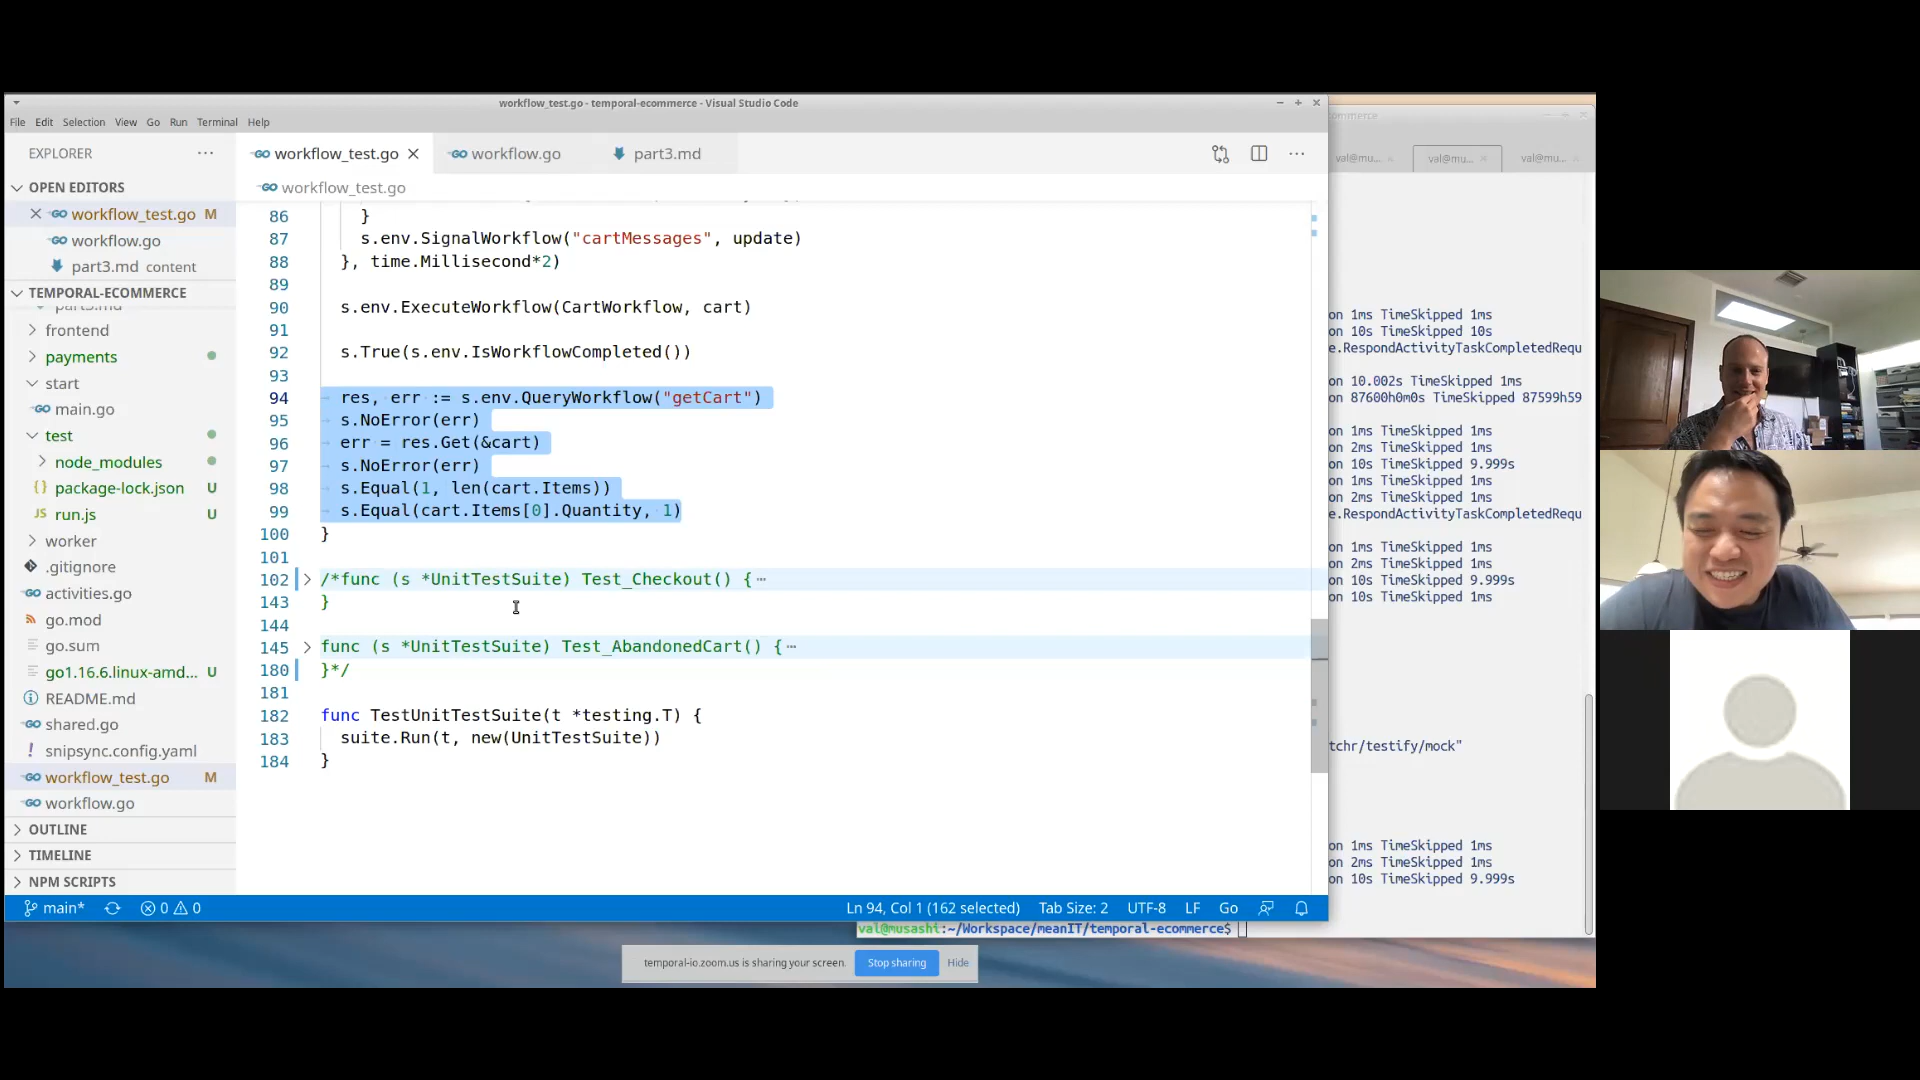 workflow_test.go - temporal-ecommerce - Visual Studio Code
File Edit Selection View Go Run Terminal Help
EXPLORER
OPEN EDITORS
workflow_test.go M
workflow.go
part3.md content
TEMPORAL-ECOMMERCE
frontend
payments
start
main.go
test
node_modules
package-lock.json U
JS run.js U
worker
.gitignore
activities.go
go.mod
go.sum
go1.16.6.linux-amd... U
README.md
shared.go
snipsync.config.yaml
workflow_test.go M
workflow.go
OUTLINE
TIMELINE
NPM SCRIPTS
workflow_test.go workflow.go part3.md
workflow_test.go
86 }
87 s.env.SignalWorkflow("cartMessages", update)
88 }, time.Millisecond*2)
89
90 s.env.ExecuteWorkflow(CartWorkflow, cart)
91
92 s.True(s.env.IsWorkflowCompleted())
93
94 res, err := s.env.QueryWorkflow("getCart")
95 s.NoError(err)
96 err = res.Get(&cart)
97 s.NoError(err)
98 s.Equal(1, len(cart.Items))
99 s.Equal(cart.Items[0].Quantity, 1)
100 }
101
102 /*func (s *UnitTestSuite) Test_Checkout() { ⋯
143 }
144
145 func (s *UnitTestSuite) Test_AbandonedCart() { ⋯
180 }*/
181
182 func TestUnitTestSuite(t *testing.T) {
183 suite.Run(t, new(UnitTestSuite))
184 }
main* 0 0 Ln 94, Col 1 (162 selected) Tab Size: 2 UTF-8 LF Go
val@mu... val@mu... val@mu...
on 1ms TimeSkipped 1ms
on 10s TimeSkipped 10s
e.RespondActivityTaskCompletedRequ
on 10.002s TimeSkipped 1ms
on 87600h0m0s TimeSkipped 87599h59
on 1ms TimeSkipped 1ms
on 2ms TimeSkipped 2ms
on 10s TimeSkipped 9.999s
on 1ms TimeSkipped 1ms
on 2ms TimeSkipped 2ms
e.RespondActivityTaskCompletedRequ
on 1ms TimeSkipped 1ms
on 2ms TimeSkipped 2ms
on 10s TimeSkipped 9.999s
on 10s TimeSkipped 1ms
tchr/testify/mock"
on 1ms TimeSkipped 1ms
on 2ms TimeSkipped 1ms
on 10s TimeSkipped 9.999s
val@musashi:~/Workspace/meanIT/temporal-ecommerce$
temporal-io.zoom.us is sharing your screen. Stop sharing Hide